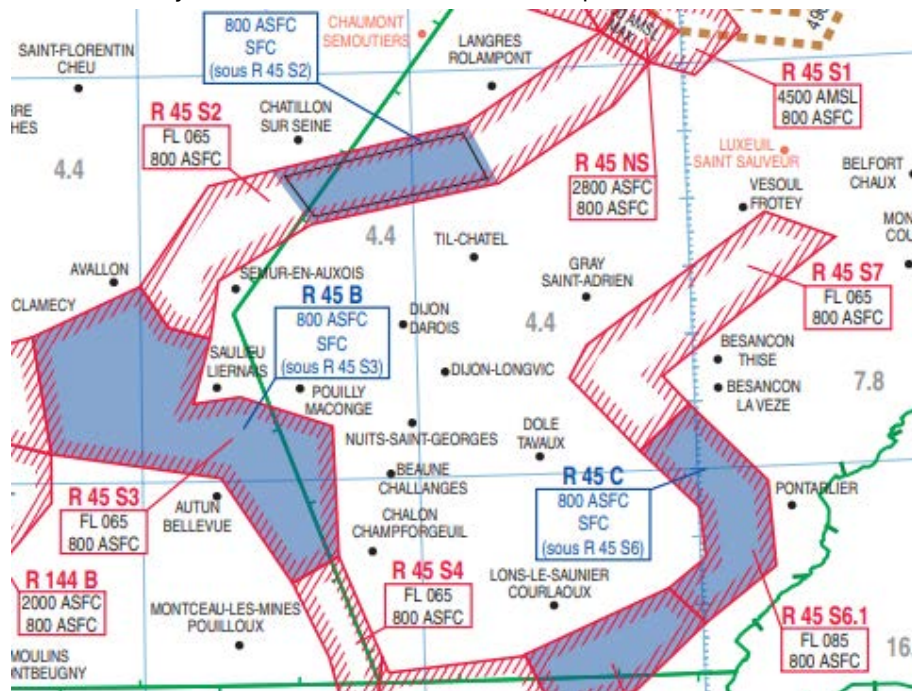 800 ASFC
SFC
(sous R 45 S2)
CHAUMONT
SEMOUTIERS
LANGRES
ROLAMPONT
AMSL
SAINT-FLORENTIN
CHEU
R 45 S1
4500 AMSL
800 ASFC
R 45 S2
FL 065
800 ASFC
CHATILLON
SUR SEINE
4.4
R 45 NS
2800 ASFC
800 ASFC
LUXEUIL
SAINT SAUVEUR
BELFORT
CHAUX
VESOUL
FROTEY
4.4
TIL-CHATEL
AVALLON
SEMUR-EN-AUXOIS
GRAY
SAINT-ADRIEN
R 45 S7
FL 065
800 ASFC
CLAMECY
R 45 B
800 ASFC
SFC
(sous R 45 S3)
DIJON
DAROIS
4.4
BESANCON
THISE
SAULIEU
LIERNAIS
DIJON-LONGVIC
BESANCON
LA VEZE
7.8
POUILLY
MACONGE
NUITS-SAINT-GEORGES
DOLE
TAVAUX
BEAUNE
CHALLANGES
R 45 C
800 ASFC
SFC
(sous R 45 S6)
PONTARLIER
R 45 S3
FL 065
800 ASFC
AUTUN
BELLEVUE
CHALON
CHAMPFORGEUIL
R 45 S4
FL 065
800 ASFC
LONS-LE-SAUNIER
COURLAOUX
R 144 B
2000 ASFC
800 ASFC
MONTCEAU-LES-MINES
POUILLOUX
R 45 S6.1
FL 085
800 ASFC
16.
MOULINS